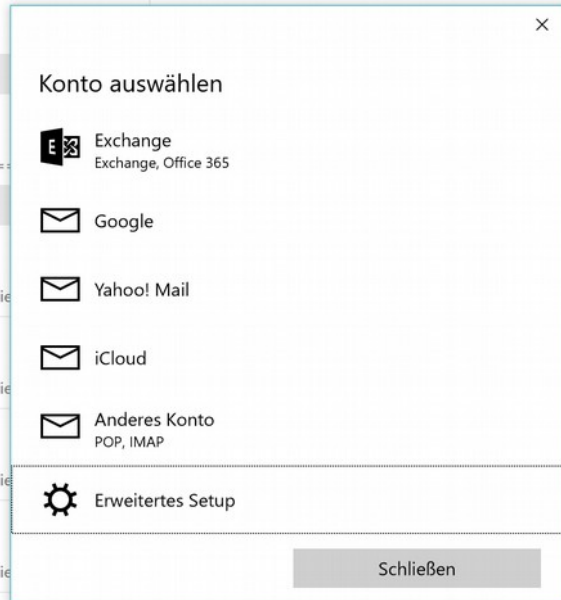 Konto auswählen
Exchange
Exchange, Office 365
Google
Yahoo! Mail
iCloud
Anderes Konto
POP, IMAP
Erweitertes Setup
Schließen